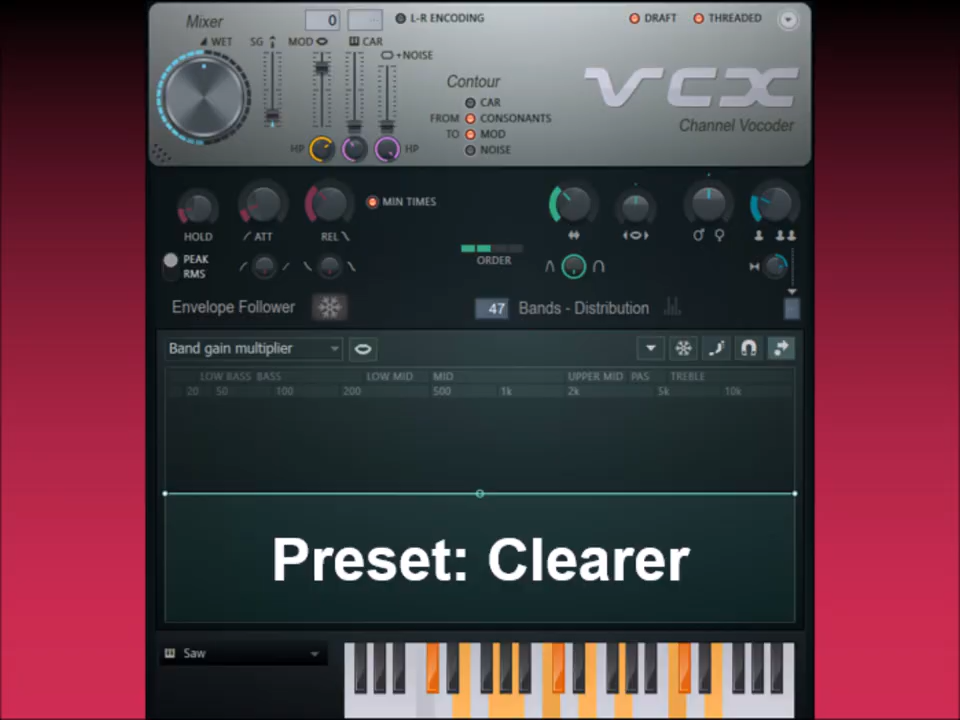 Mixer
0
L-R ENCODING
DRAFT
THREADED
WET
SG
MOD
CAR
+NOISE
Contour
CAR
FROM CONSONANTS
TO MOD
NOISE
VCX
Channel Vocoder
HP
HP
HOLD
ATT
REL
MIN TIMES
PEAK
RMS
ORDER
Envelope Follower
47 Bands - Distribution
Band gain multiplier
LOW BASS BASS LOW MID MID UPPER MID PAS TREBLE
20 50 100 200 500 1k 2k 5k 10k
Preset: Clearer
Saw